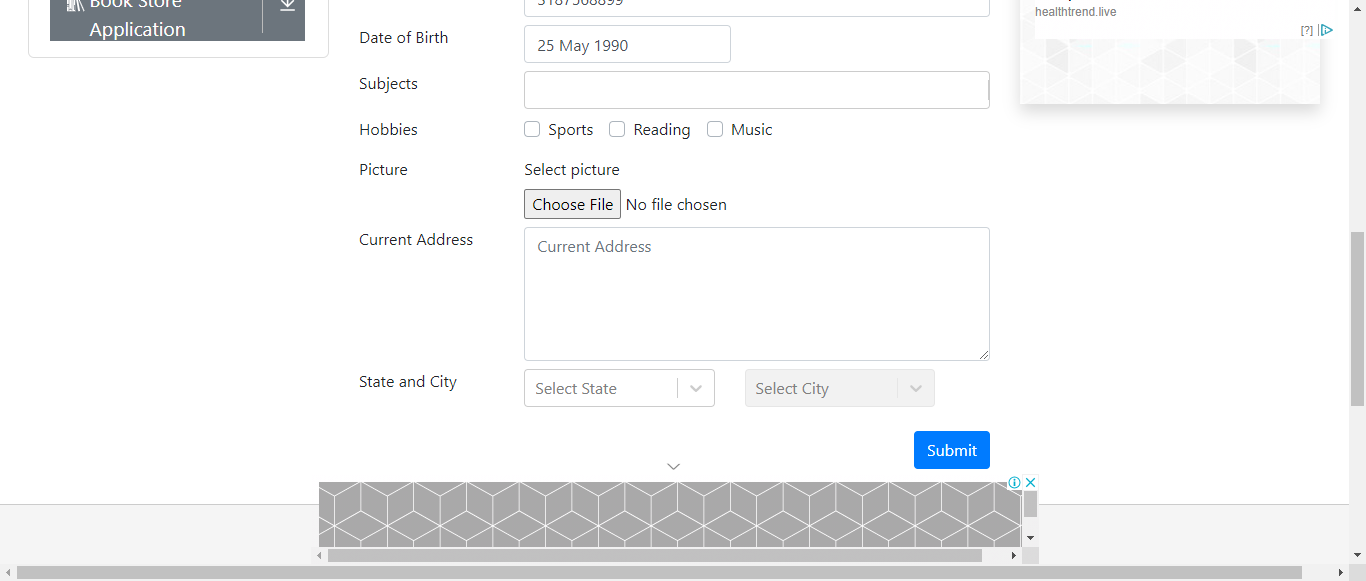 Book Store
Application
Date of Birth
25 May 1990
Subjects
Hobbies
Sports
Reading
Music
Picture
Select picture
Choose File No file chosen
Current Address
Current Address
State and City
Select State
Select City
Submit
healthtrend.live
[?]